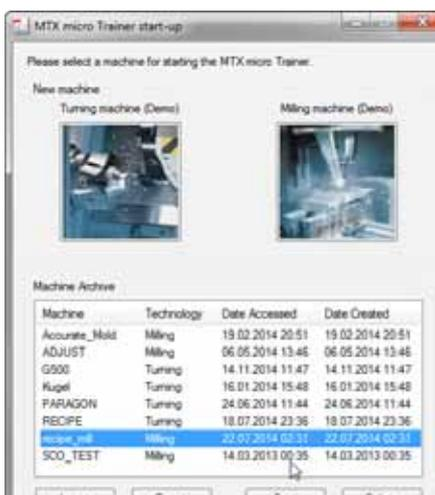 MTX micro Trainer start-up
Please select a machine for starting the MTX micro Trainer.
New machine
Turning machine (Demo) Milling machine (Demo)
Machine Archive
Machine Technology Date Accessed Date Created
Accurate_Mold Milling 19.02.2014 20:51 19.02.2014 20:51
ADJUST Milling 06.05.2014 13:46 06.05.2014 13:46
G500 Turning 14.11.2014 11:47 14.11.2014 11:47
Kugel Turning 16.01.2014 15:48 16.01.2014 15:48
PARAGON Turning 24.06.2014 11:44 24.06.2014 11:44
RECIPE Turning 18.07.2014 23:36 18.07.2014 23:36
recipe_mill Milling 22.07.2014 02:31 22.07.2014 02:31
SCO_TEST Milling 14.03.2013 00:35 14.03.2013 00:35